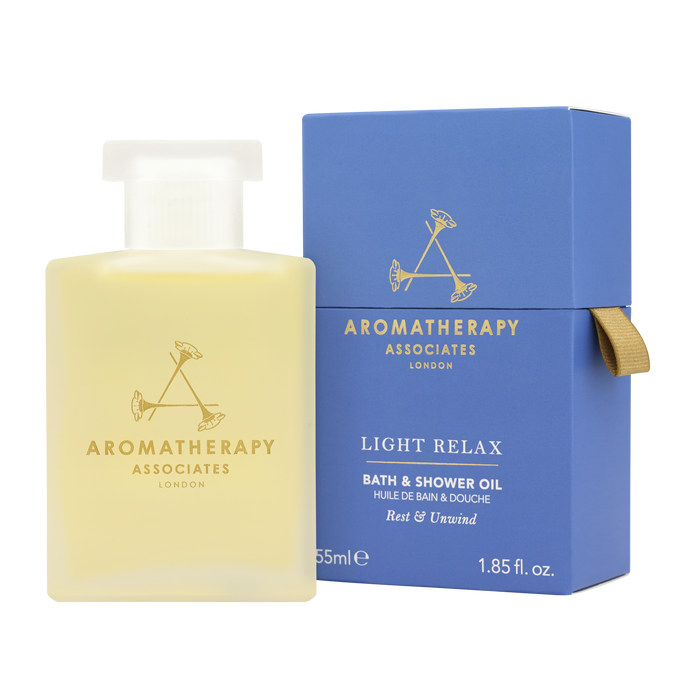 AROMATHERAPY
ASSOCIATES
LONDON
AROMATHERAPY
ASSOCIATES
LONDON
LIGHT RELAX
BATH & SHOWER OIL
HUILE DE BAIN & DOUCHE
Rest & Unwind
55ml ℮
1.85 fl. oz.